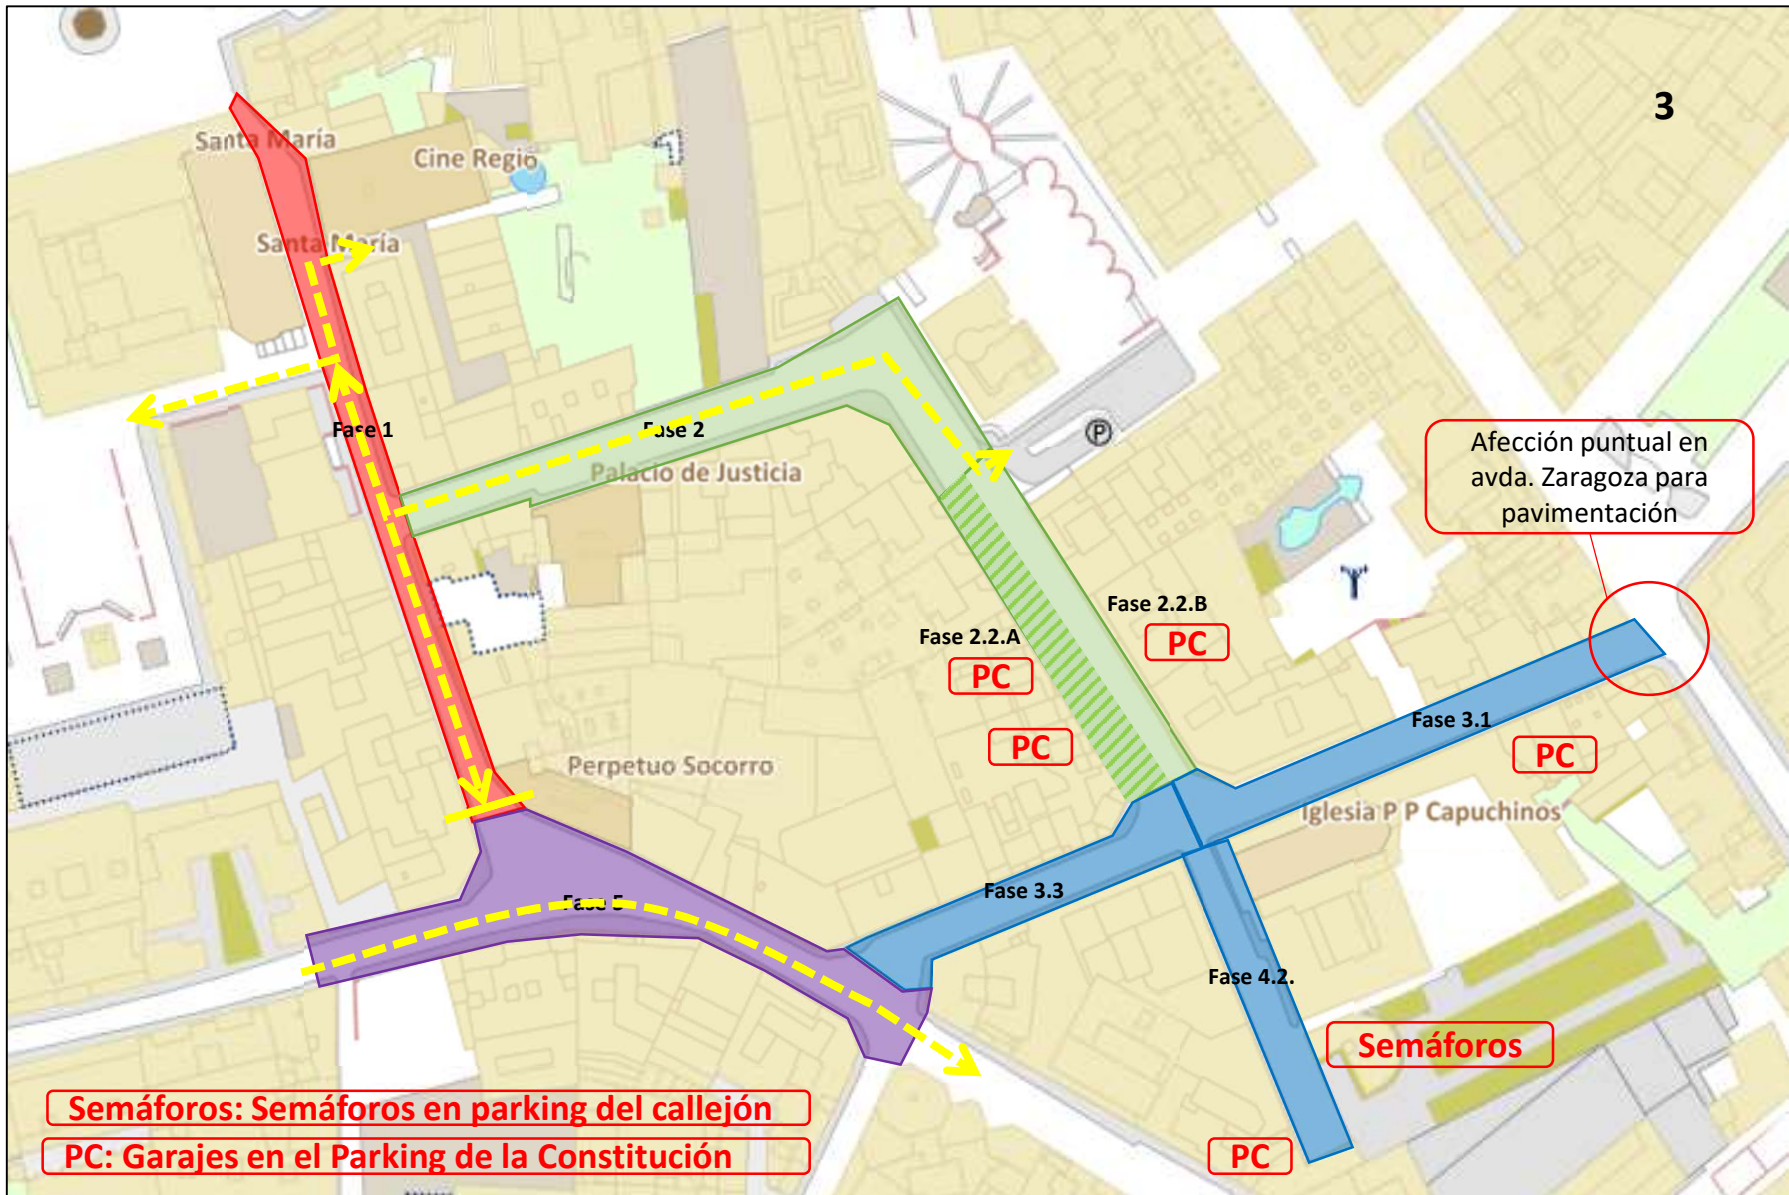 3
Santa María
Cine Regio
Santa María
Fase 1
Fase 2
Palacio de Justicia
P
Afección puntual en
avda. Zaragoza para
pavimentación
Fase 2.2.B
PC
Fase 2.2.A
PC
PC
Fase 3.1
PC
Perpetuo Socorro
Iglesia P P Capuchinos
Fase 3.3
Fase 5
Fase 4.2.
Semáforos
Semáforos: Semáforos en parking del callejón
PC: Garajes en el Parking de la Constitución
PC